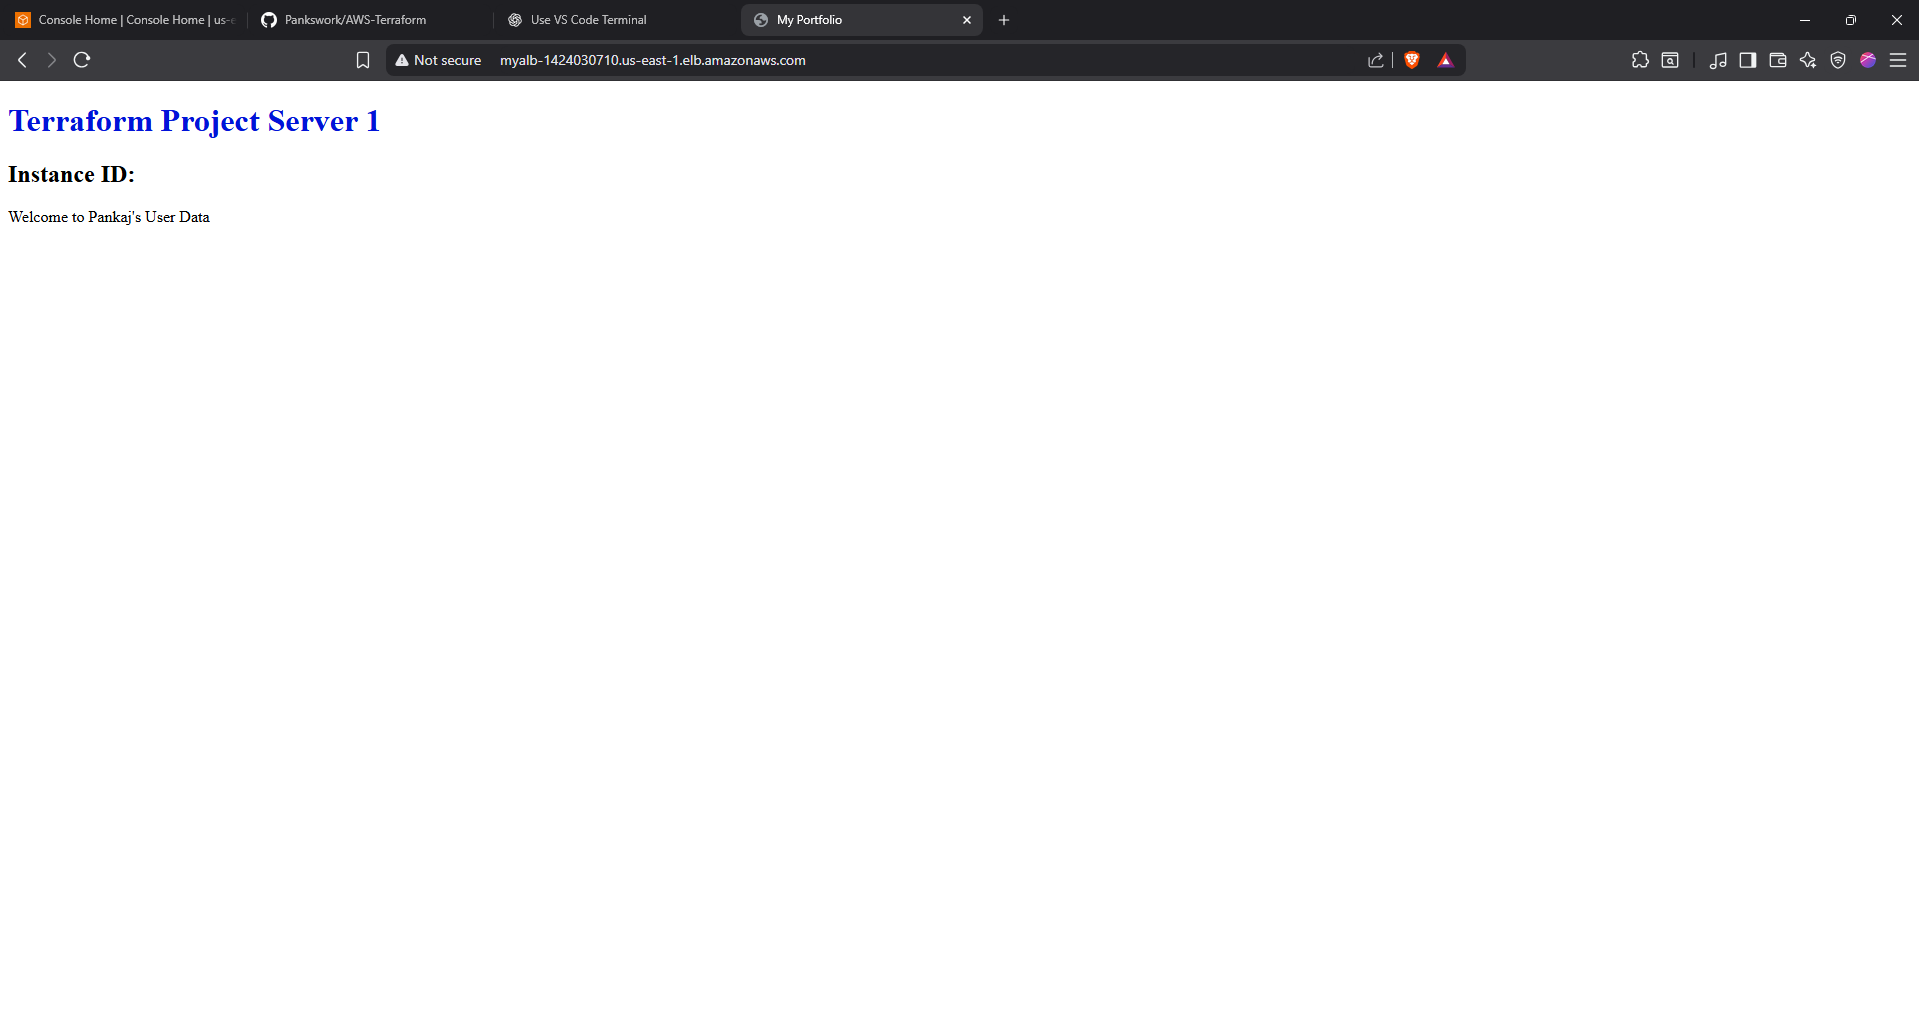 Console Home | Console Home | us-e
Pankswork/AWS-Terraform
Use VS Code Terminal
My Portfolio
Not secure
myalb-1424030710.us-east-1.elb.amazonaws.com
Terraform Project Server 1
Instance ID:
Welcome to Pankaj's User Data